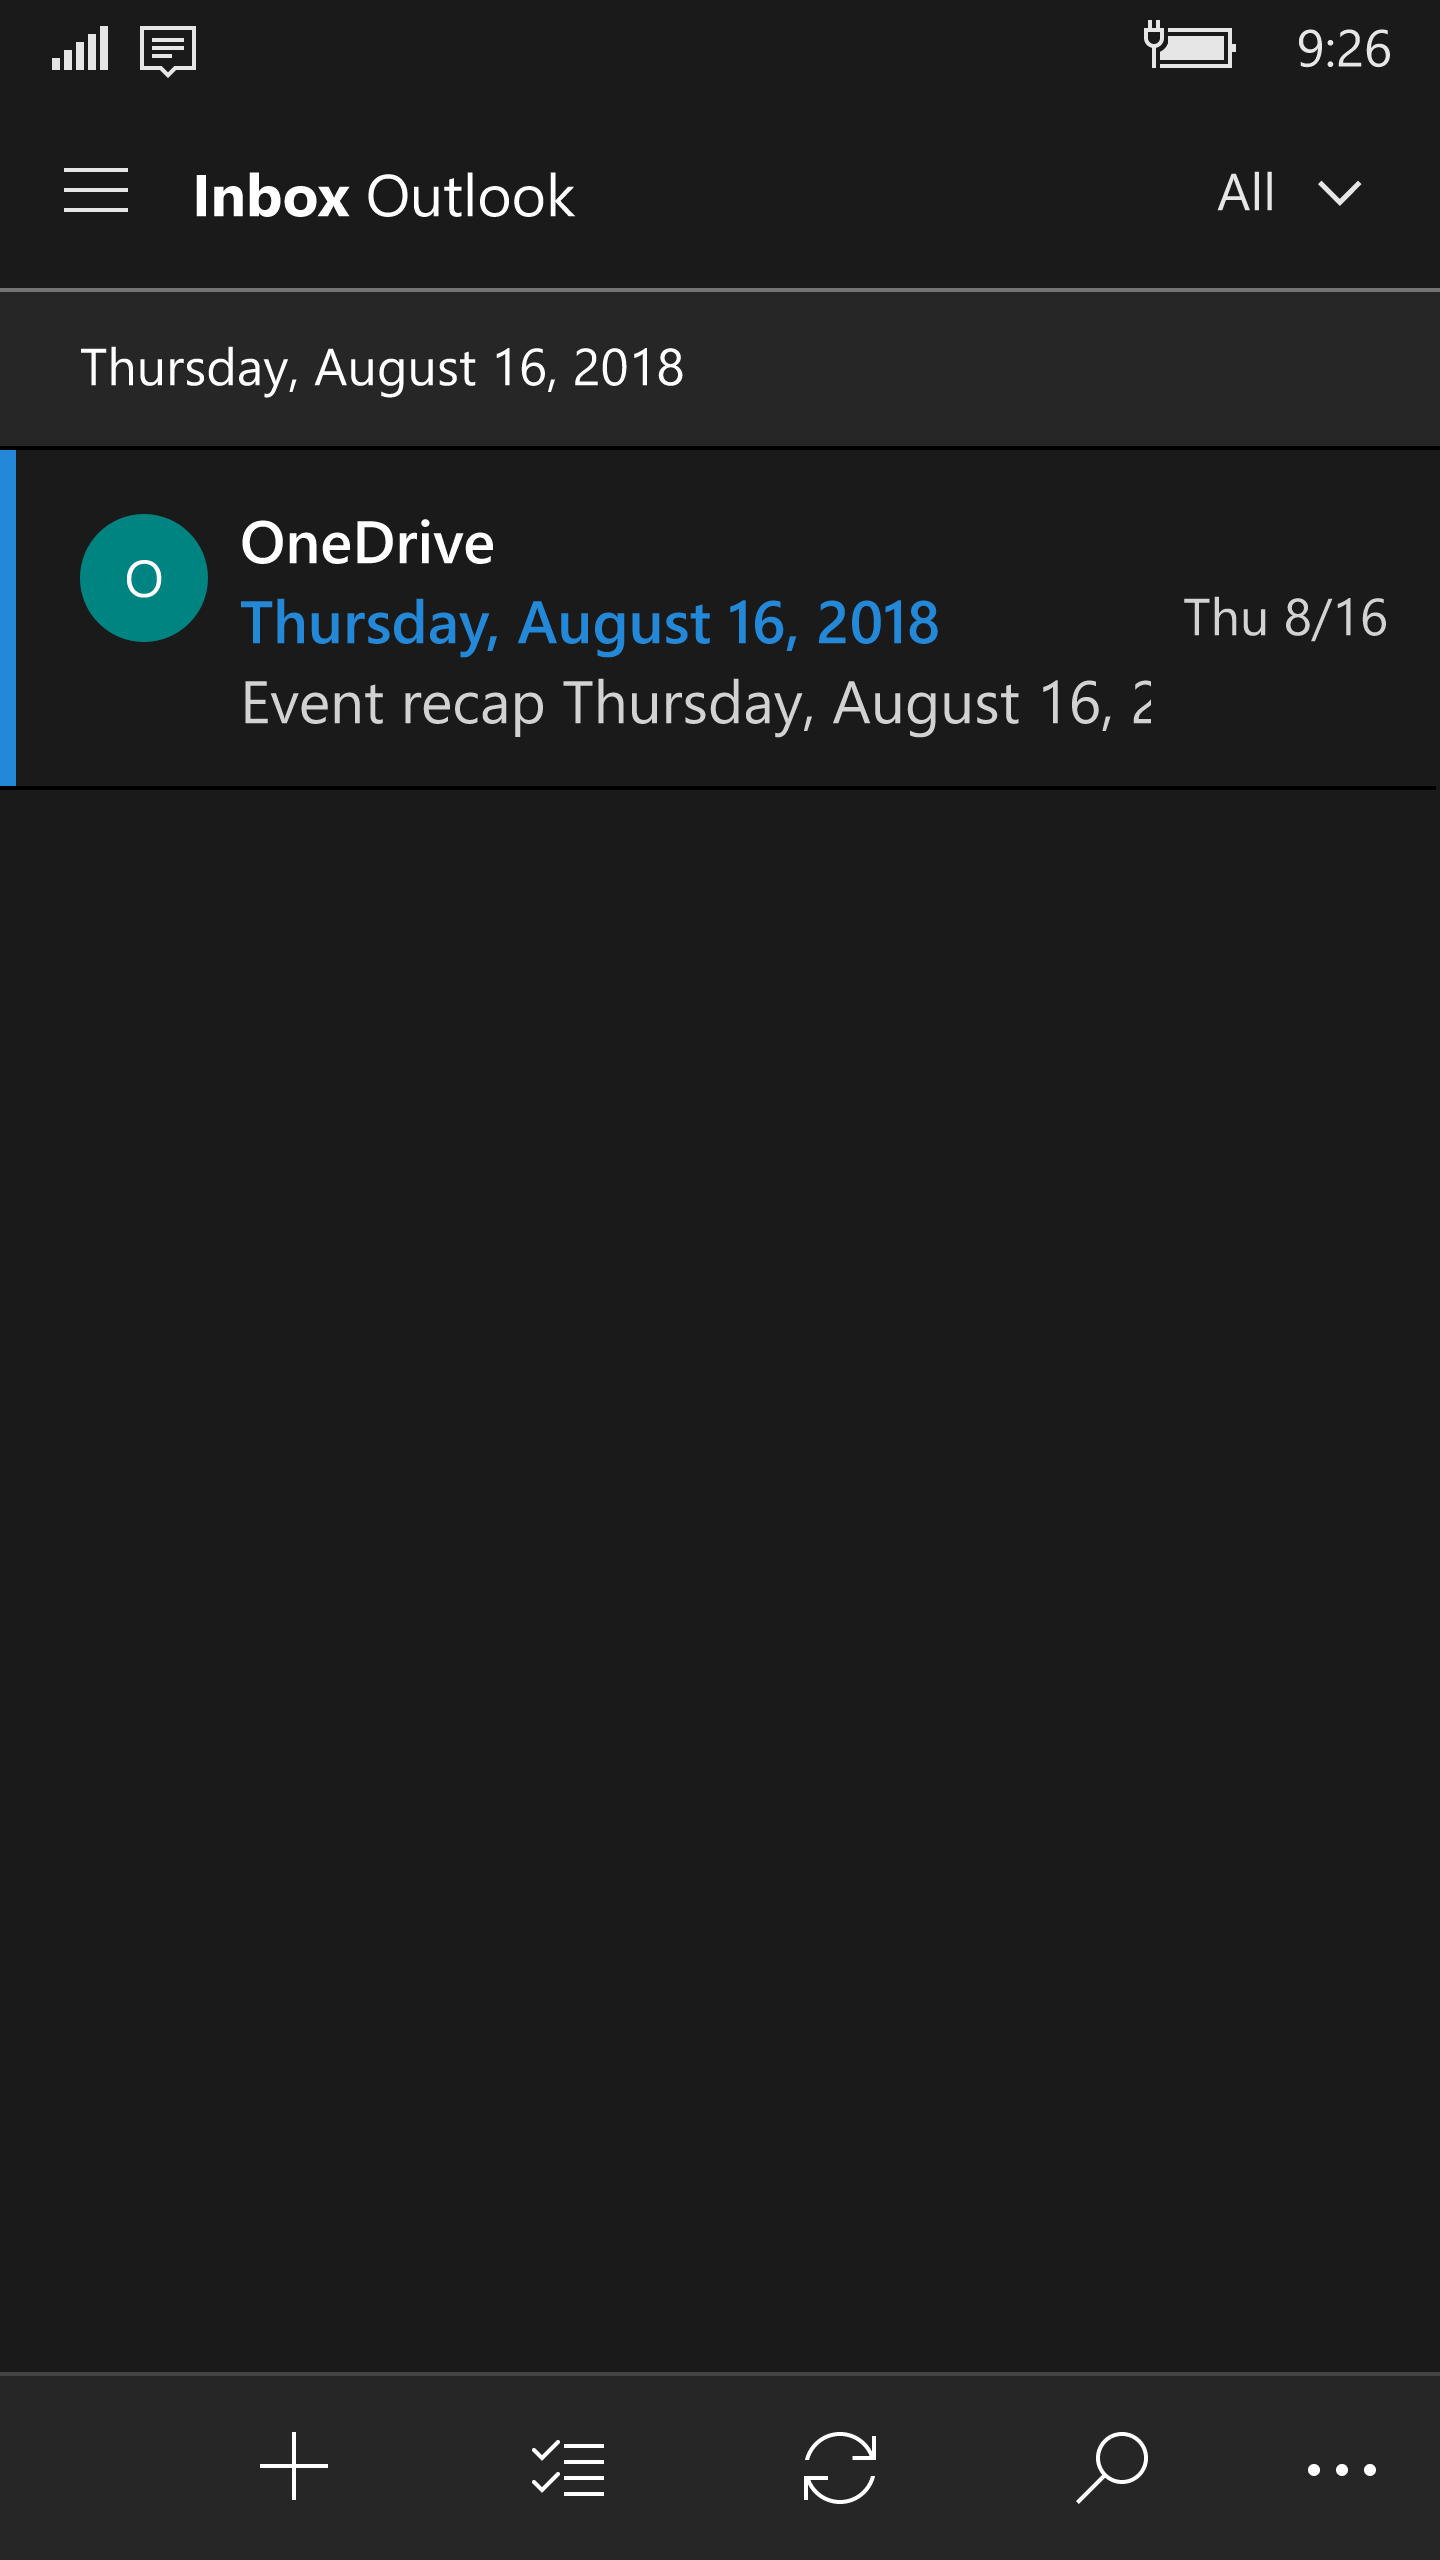 9:26
Inbox Outlook
All
Thursday, August 16, 2018
O
OneDrive
Thursday, August 16, 2018
Thu 8/16
Event recap Thursday, August 16, 2